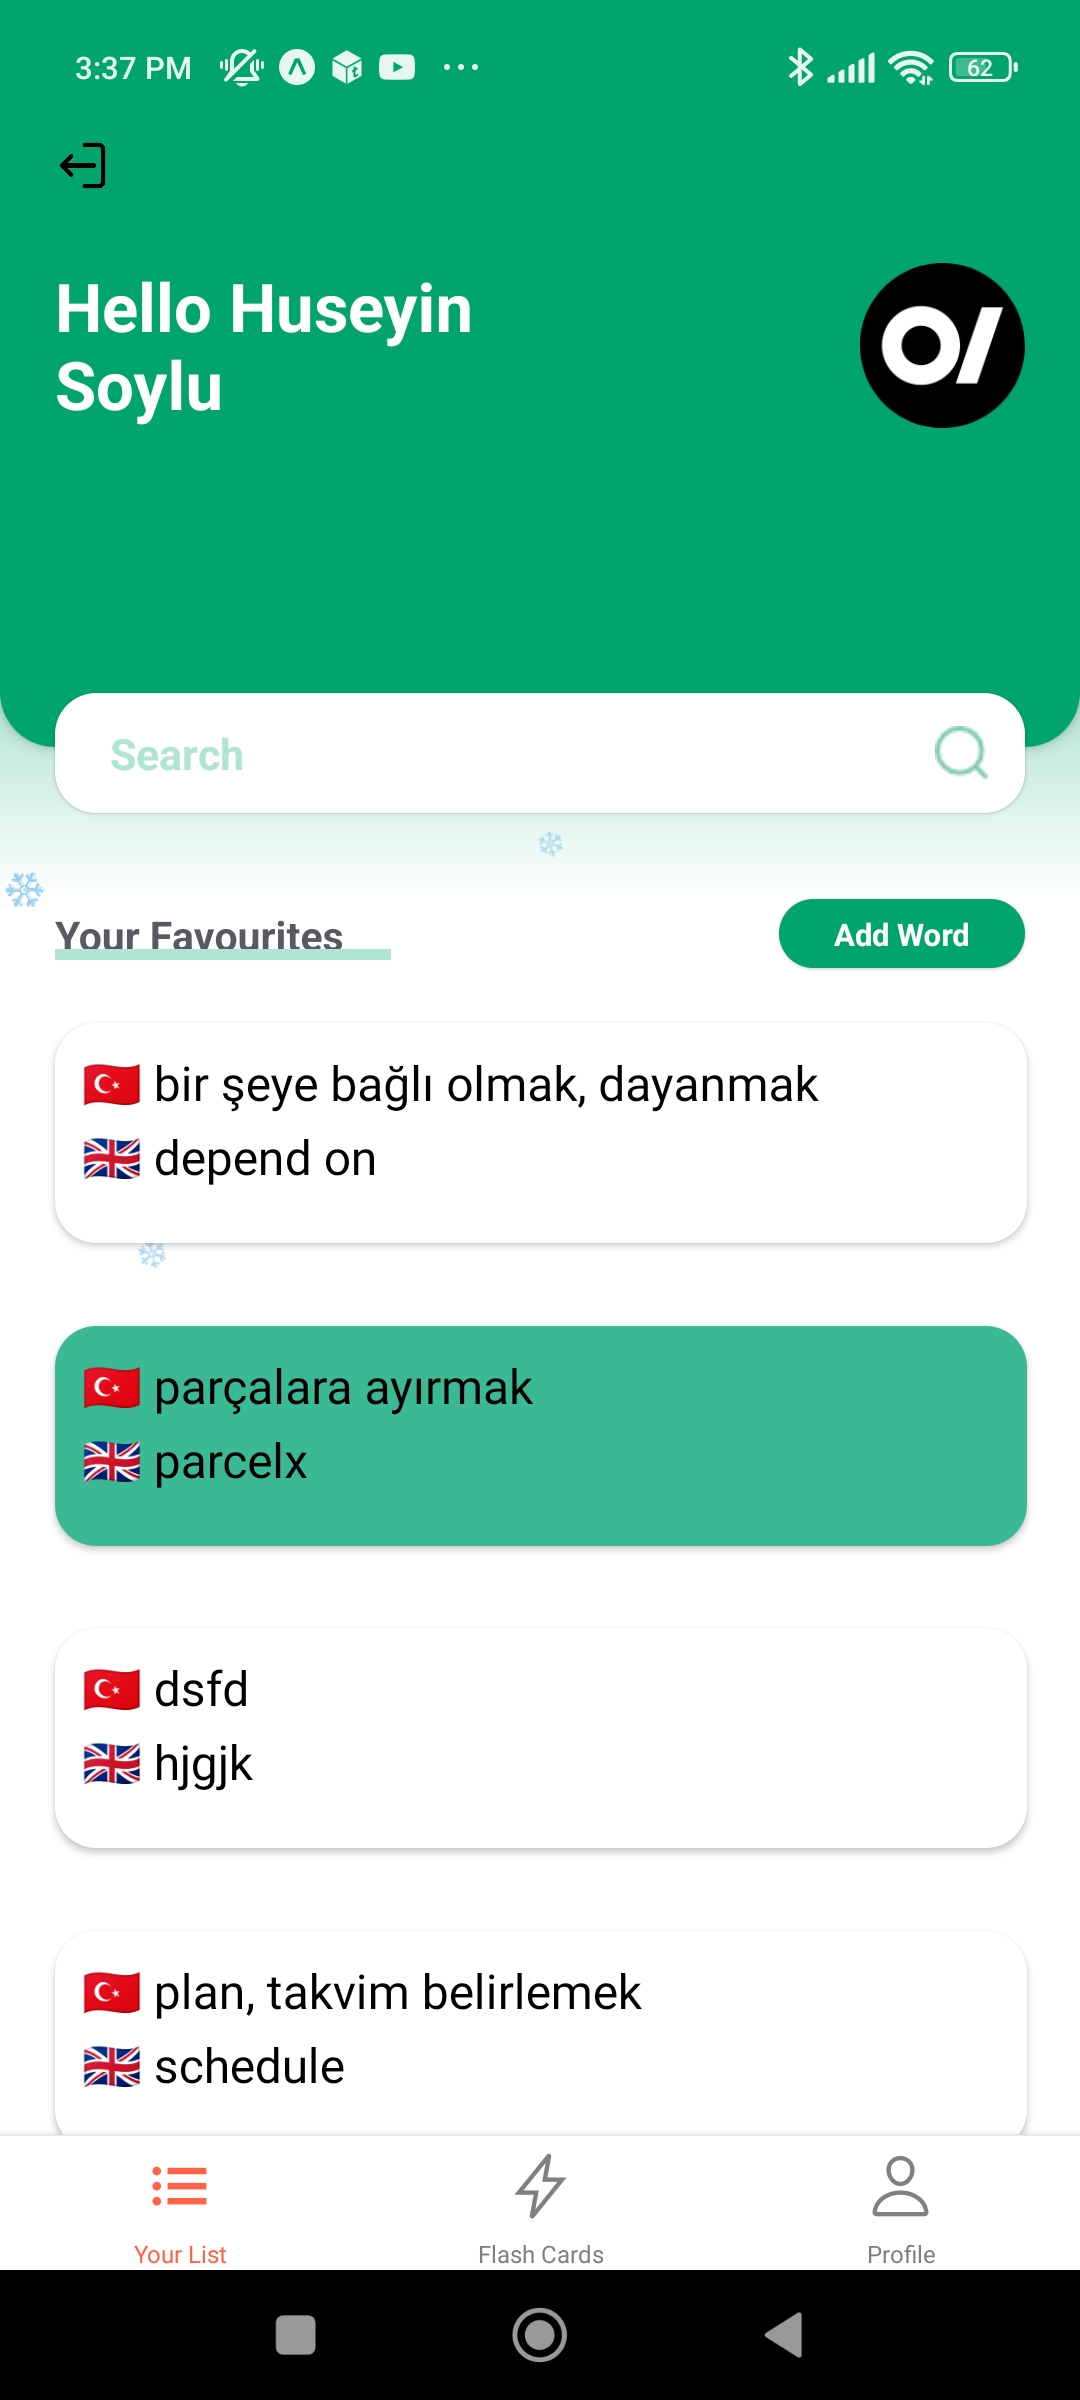 3:37 PM
62
Hello Huseyin
Soylu
Search
Your Favourites
Add Word
bir şeye bağlı olmak, dayanmak
depend on
parçalara ayırmak
parcelx
dsfd
hjgjk
plan, takvim belirlemek
schedule
Your List
Flash Cards
Profile